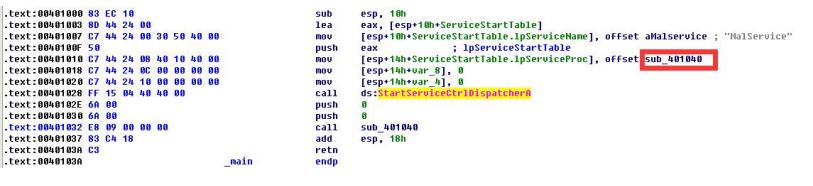 .text:00401000 83 EC 10 sub esp, 10h
.text:00401003 8D 44 24 00 lea eax, [esp+10h+ServiceStartTable]
.text:00401007 C7 44 24 00 30 50 40 00 mov [esp+10h+ServiceStartTable.lpServiceName], offset aMalservice ; "MalService"
.text:0040100F 50 push eax ; lpServiceStartTable
.text:00401010 C7 44 24 08 40 10 40 00 mov [esp+14h+ServiceStartTable.lpServiceProc], offset sub_401040
.text:00401018 C7 44 24 0C 00 00 00 00 mov [esp+14h+var_8], 0
.text:00401020 C7 44 24 10 00 00 00 00 mov [esp+14h+var_4], 0
.text:00401028 FF 15 04 40 40 00 call ds:StartServiceCtrlDispatcherA
.text:0040102E 6A 00 push 0
.text:00401030 6A 00 push 0
.text:00401032 E8 09 00 00 00 call sub_401040
.text:00401037 83 C4 18 add esp, 18h
.text:0040103A C3 retn
.text:0040103A _main endp